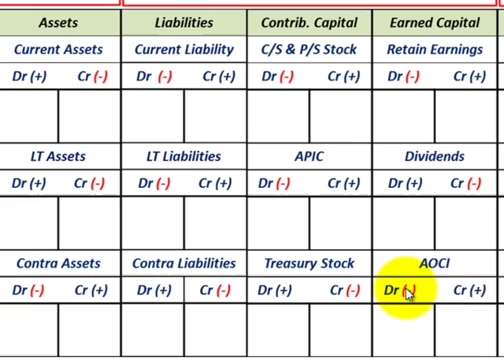 Assets Liabilities Contrib. Capital Earned Capital
Current Assets Current Liability C/S & P/S Stock Retain Earnings
Dr (+) Cr (-) Dr (-) Cr (+) Dr (-) Cr (+) Dr (-) Cr (+)
LT Assets LT Liabilities APIC Dividends
Dr (+) Cr (-) Dr (-) Cr (+) Dr (-) Cr (+) Dr (+) Cr (-)
Contra Assets Contra Liabilities Treasury Stock AOCI
Dr (-) Cr (+) Dr (+) Cr (-) Dr (+) Cr (-) Dr (-) Cr (+)